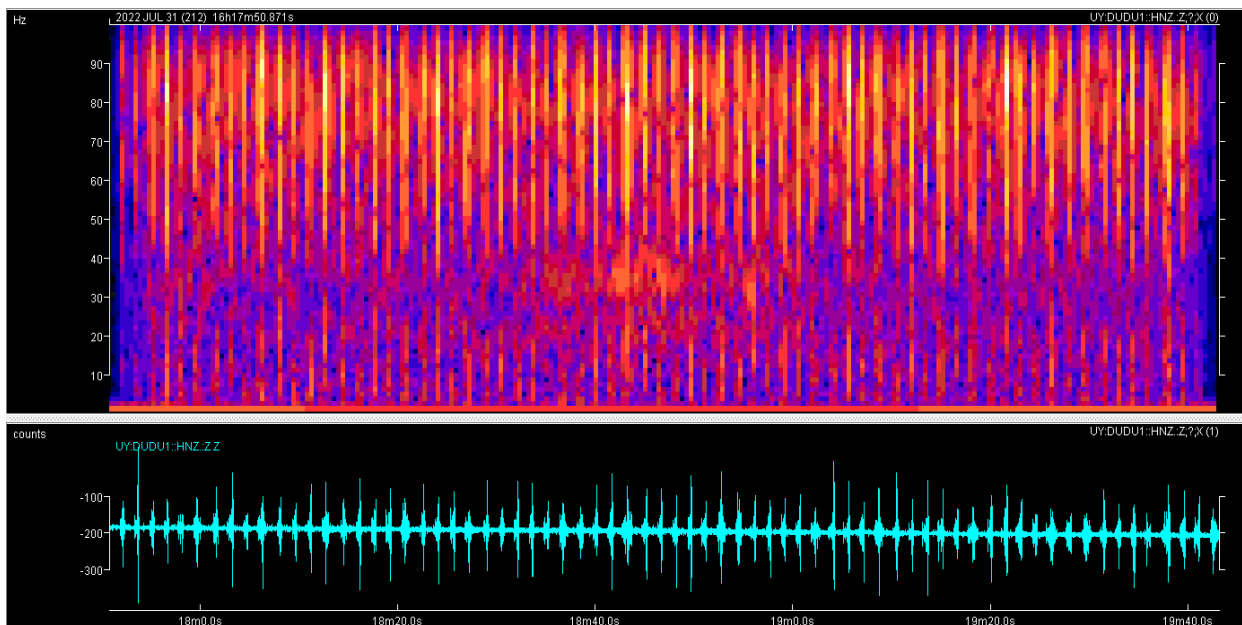 Hz
2022 JUL 31 (212) 16h17m50.871s
UY:DUDU1::HNZ.:Z;?;X (0)
90
80
70
60
50
40
30
20
10
counts
UY:DUDU1::HNZ.:Z;?;X (1)
UY:DUDU1::HNZ.:Z Z
-100
-200
-300
18m0.0s
18m20.0s
18m40.0s
19m0.0s
19m20.0s
19m40.0s